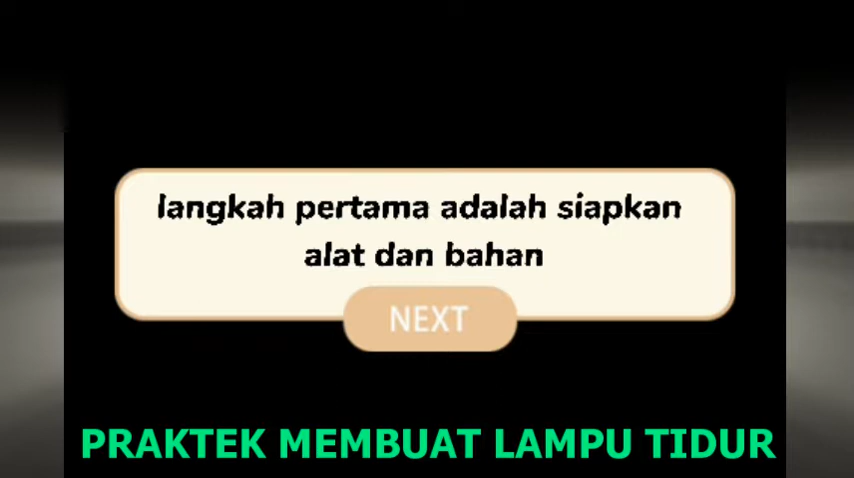 langkah pertama adalah siapkan
alat dan bahan
NEXT
PRAKTEK MEMBUAT LAMPU TIDUR